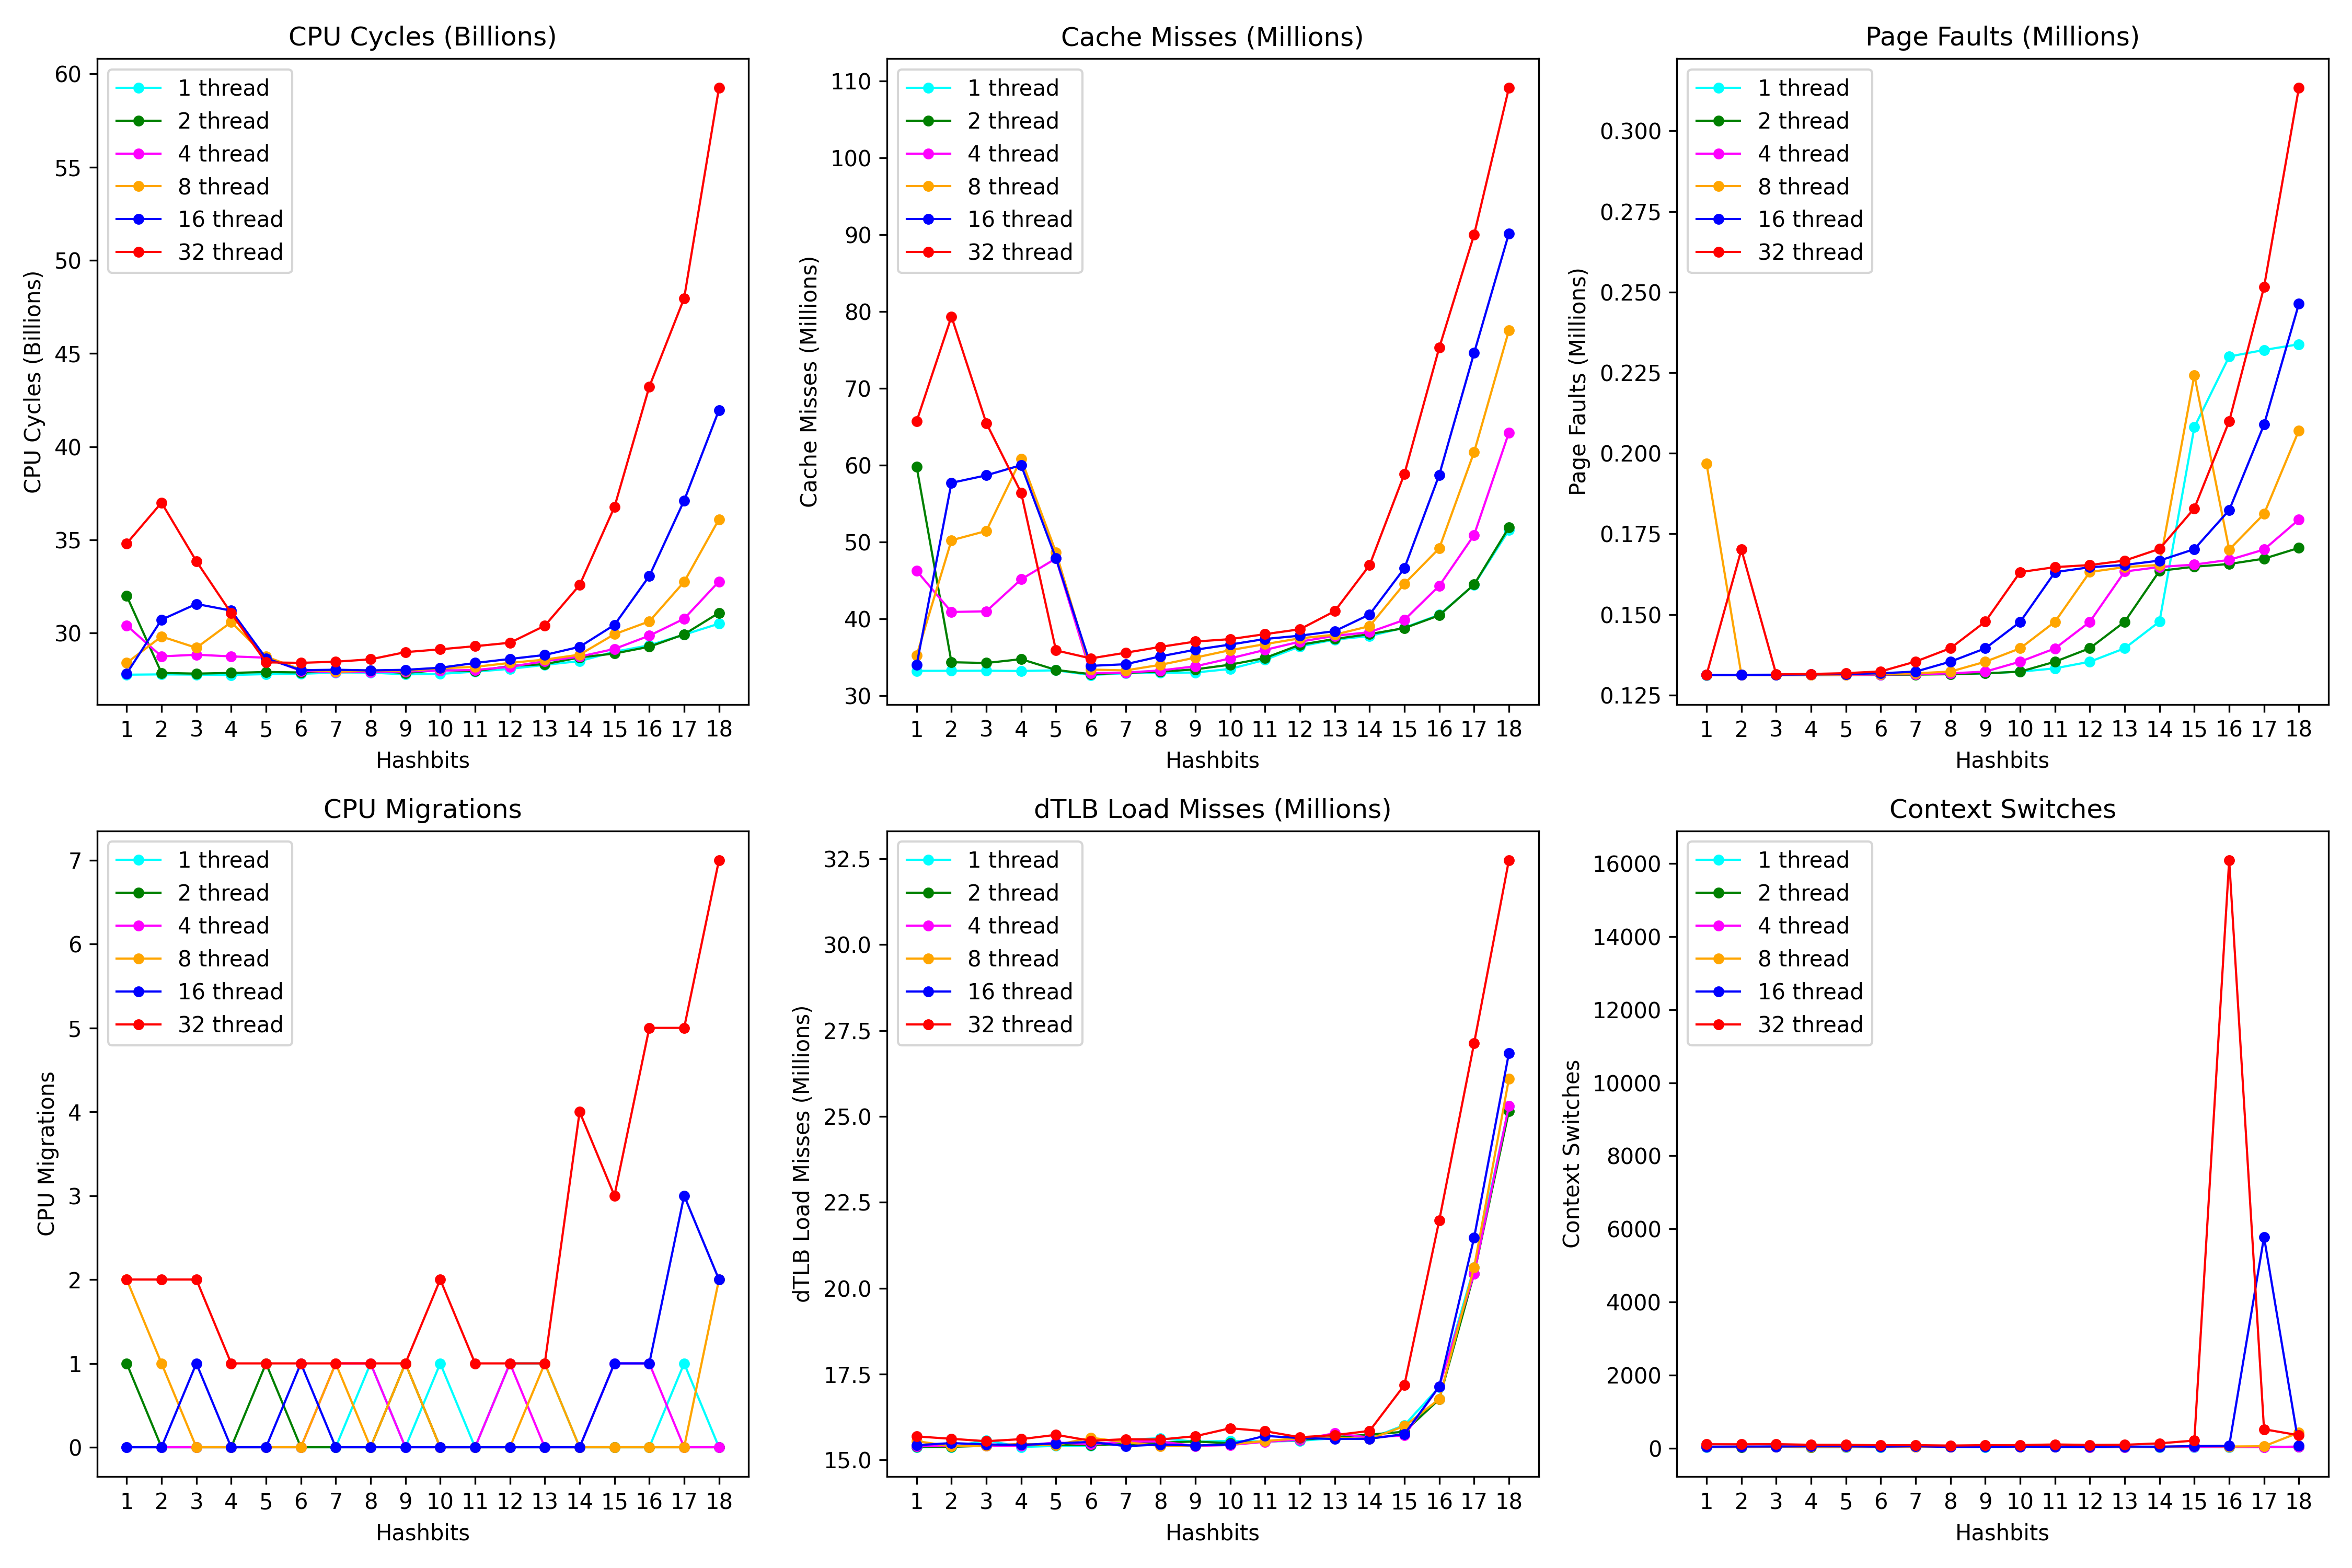 CPU Cycles (Billions)
CPU Cycles (Billions)
60
55
50
45
40
35
30
1 thread
2 thread
4 thread
8 thread
16 thread
32 thread
1 2 3 4 5 6 7 8 9 10 11 12 13 14 15 16 17 18
Hashbits
Cache Misses (Millions)
Cache Misses (Millions)
110
100
90
80
70
60
50
40
30
1 thread
2 thread
4 thread
8 thread
16 thread
32 thread
1 2 3 4 5 6 7 8 9 10 11 12 13 14 15 16 17 18
Hashbits
Page Faults (Millions)
Page Faults (Millions)
0.300
0.275
0.250
0.225
0.200
0.175
0.150
0.125
1 thread
2 thread
4 thread
8 thread
16 thread
32 thread
1 2 3 4 5 6 7 8 9 10 11 12 13 14 15 16 17 18
Hashbits
CPU Migrations
CPU Migrations
7
6
5
4
3
2
1
0
1 thread
2 thread
4 thread
8 thread
16 thread
32 thread
1 2 3 4 5 6 7 8 9 10 11 12 13 14 15 16 17 18
Hashbits
dTLB Load Misses (Millions)
dTLB Load Misses (Millions)
32.5
30.0
27.5
25.0
22.5
20.0
17.5
15.0
1 thread
2 thread
4 thread
8 thread
16 thread
32 thread
1 2 3 4 5 6 7 8 9 10 11 12 13 14 15 16 17 18
Hashbits
Context Switches
Context Switches
16000
14000
12000
10000
8000
6000
4000
2000
0
1 thread
2 thread
4 thread
8 thread
16 thread
32 thread
1 2 3 4 5 6 7 8 9 10 11 12 13 14 15 16 17 18
Hashbits